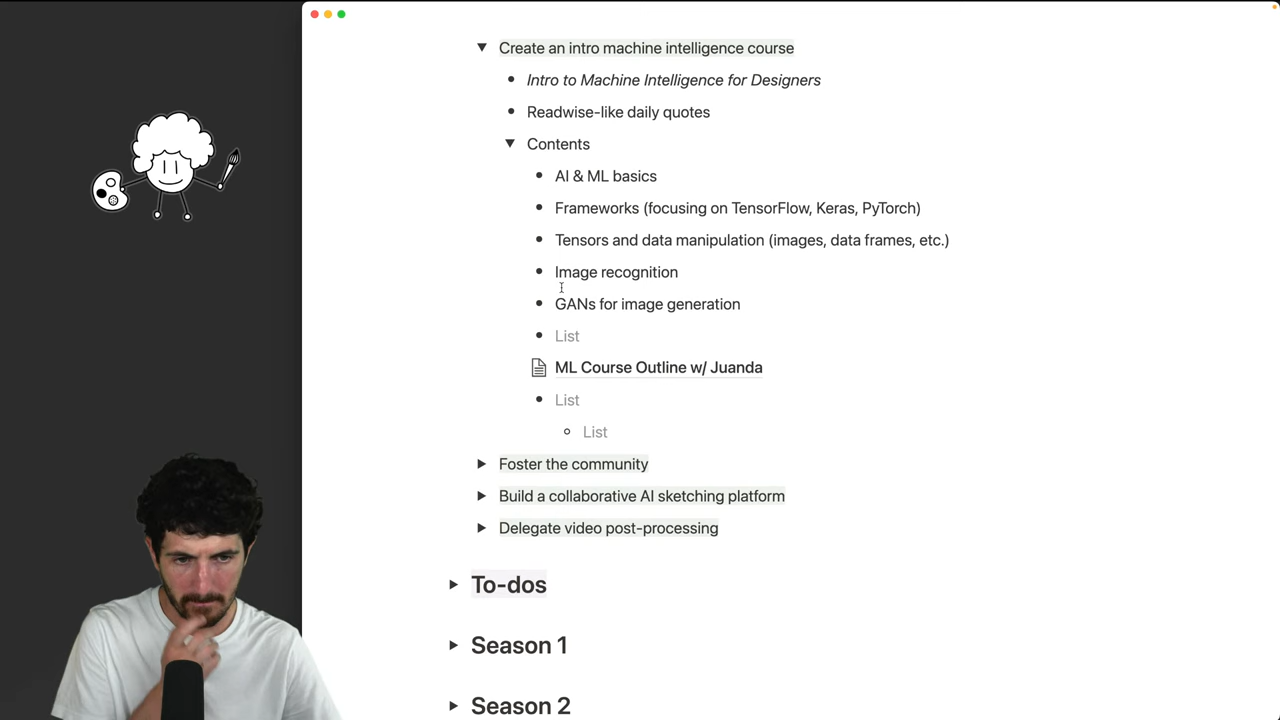 Create an intro machine intelligence course
Intro to Machine Intelligence for Designers
Readwise-like daily quotes
Contents
AI & ML basics
Frameworks (focusing on TensorFlow, Keras, PyTorch)
Tensors and data manipulation (images, data frames, etc.)
Image recognition
GANs for image generation
List
ML Course Outline w/ Juanda
List
List
Foster the community
Build a collaborative AI sketching platform
Delegate video post-processing
To-dos
Season 1
Season 2